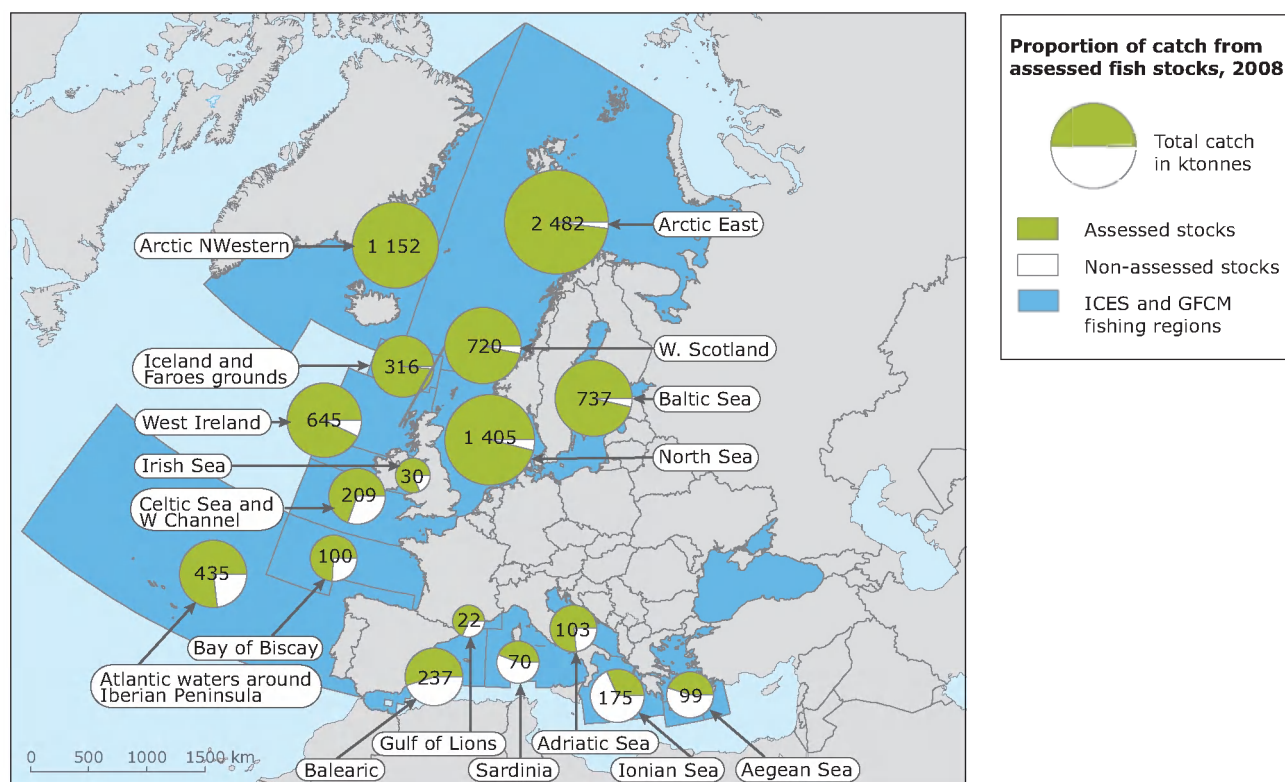 Proportion of catch from
assessed fish stocks, 2008
Total catch
in ktonnes
Assessed stocks
Non-assessed stocks
ICES and GFCM
fishing regions
2 482
Arctic East
Arctic NWestern
1 152
720
W. Scotland
Iceland and
Faroes grounds
316
737
Baltic Sea
West Ireland
645
1 405
North Sea
Irish Sea
30
Celtic Sea and
W Channel
209
100
435
Bay of Biscay
Atlantic waters around
Iberian Peninsula
22
103
70
237
175
99
Gulf of Lions
Adriatic Sea
Balearic
Sardinia
Ionian Sea
Aegean Sea
0 500 1000 1500 km